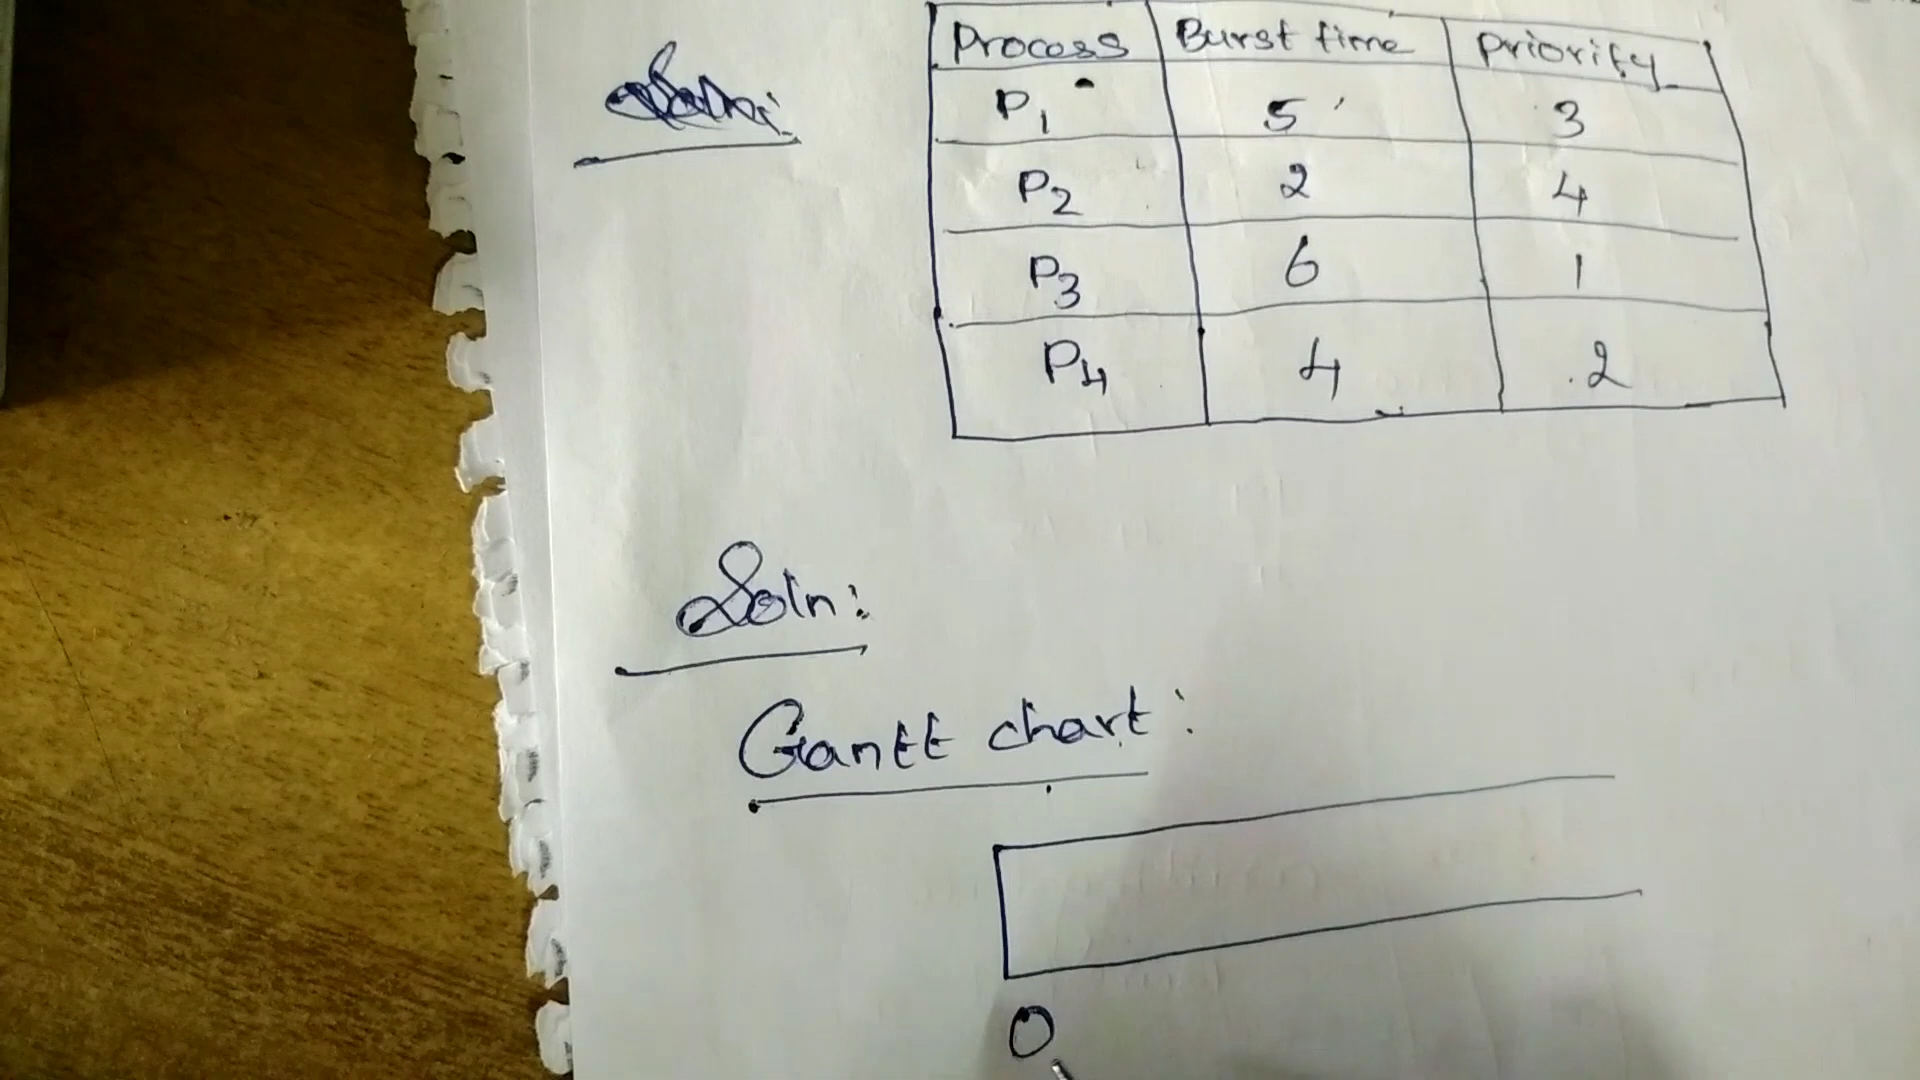 Process Burst time Priority
P1 5 3
P2 2 4
P3 6 1
P4 4 2
Soln:
Gantt chart:
0